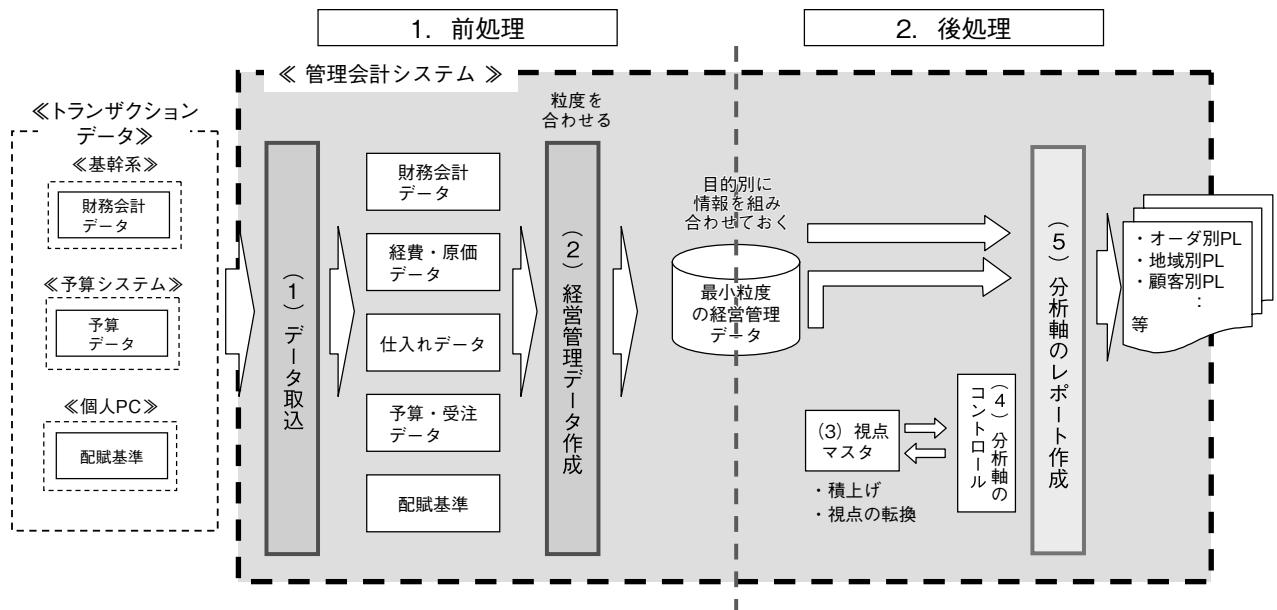 1. 前処理
2. 後処理
≪ 管理会計システム ≫
≪トランザクション
データ≫
≪基幹系≫
財務会計
データ
≪予算システム≫
予算
データ
≪個人PC≫
配賦基準
(1)データ取込
財務会計
データ
経費・原価
データ
仕入れデータ
予算・受注
データ
配賦基準
粒度を
合わせる
(2)経営管理データ作成
目的別に
情報を組み
合わせておく
最小粒度
の経営管理
データ
(3)視点
マスタ
・積上げ
・視点の転換
(4)分析軸の
コントロール
(5)分析軸のレポート作成
・オーダ別PL
・地域別PL
・顧客別PL
:
等